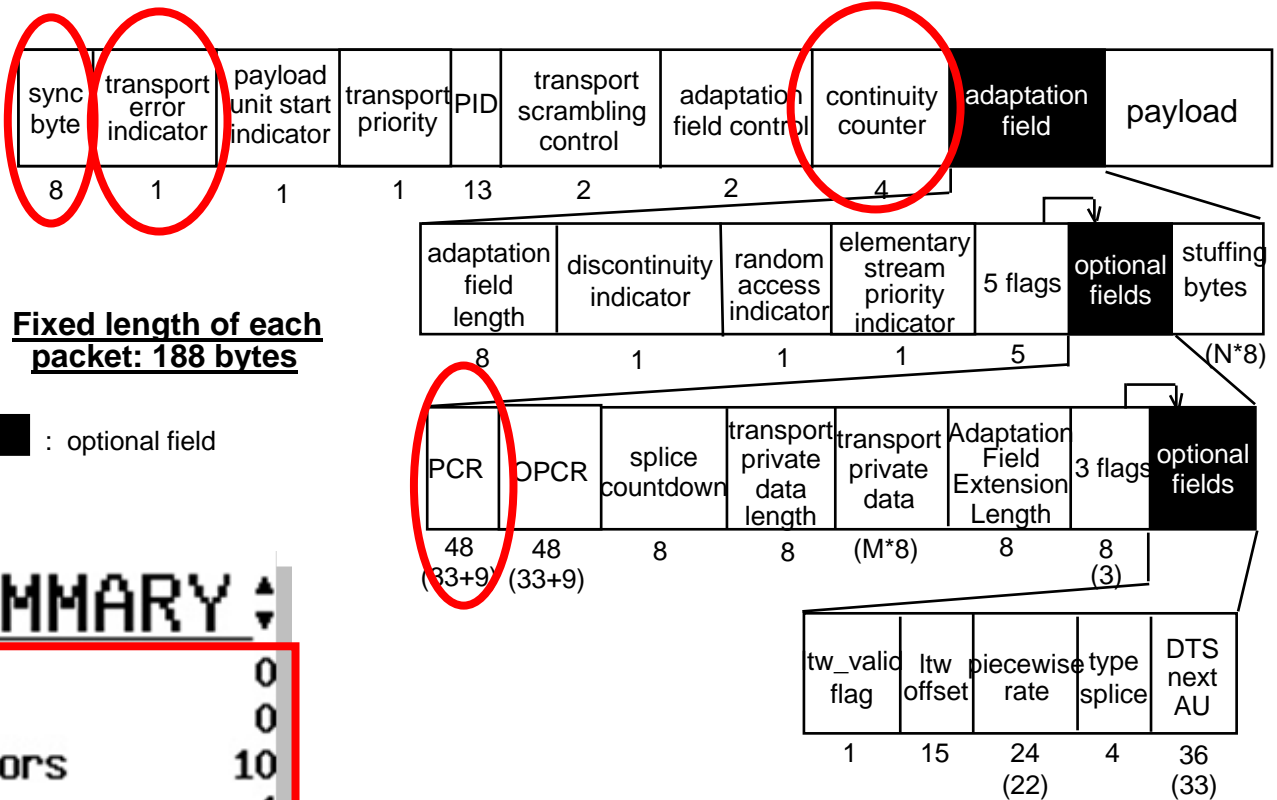 sync
byte
transport
error
indicator
payload
unit start
indicator
transport
priority
PID
transport
scrambling
control
adaptation
field control
continuity
counter
adaptation
field
payload
8
1
1
1
13
2
2
4
adaptation
field
length
discontinuity
indicator
random
access
indicator
elementary
stream
priority
indicator
5 flags
optional
fields
stuffing
bytes
8
1
1
1
5
(N*8)
Fixed length of each
packet: 188 bytes
: optional field
PCR
OPCR
splice
countdown
transport
private
data
length
transport
private
data
Adaptation
Field
Extension
Length
3 flags
optional
fields
48
(33+9)
48
(33+9)
8
8
(M*8)
8
8
(3)
ltw_valid
flag
ltw
offset
piecewise
rate
type
splice
DTS
next
AU
1
15
24
(22)
4
36
(33)
MMARY
0
0
ors 10